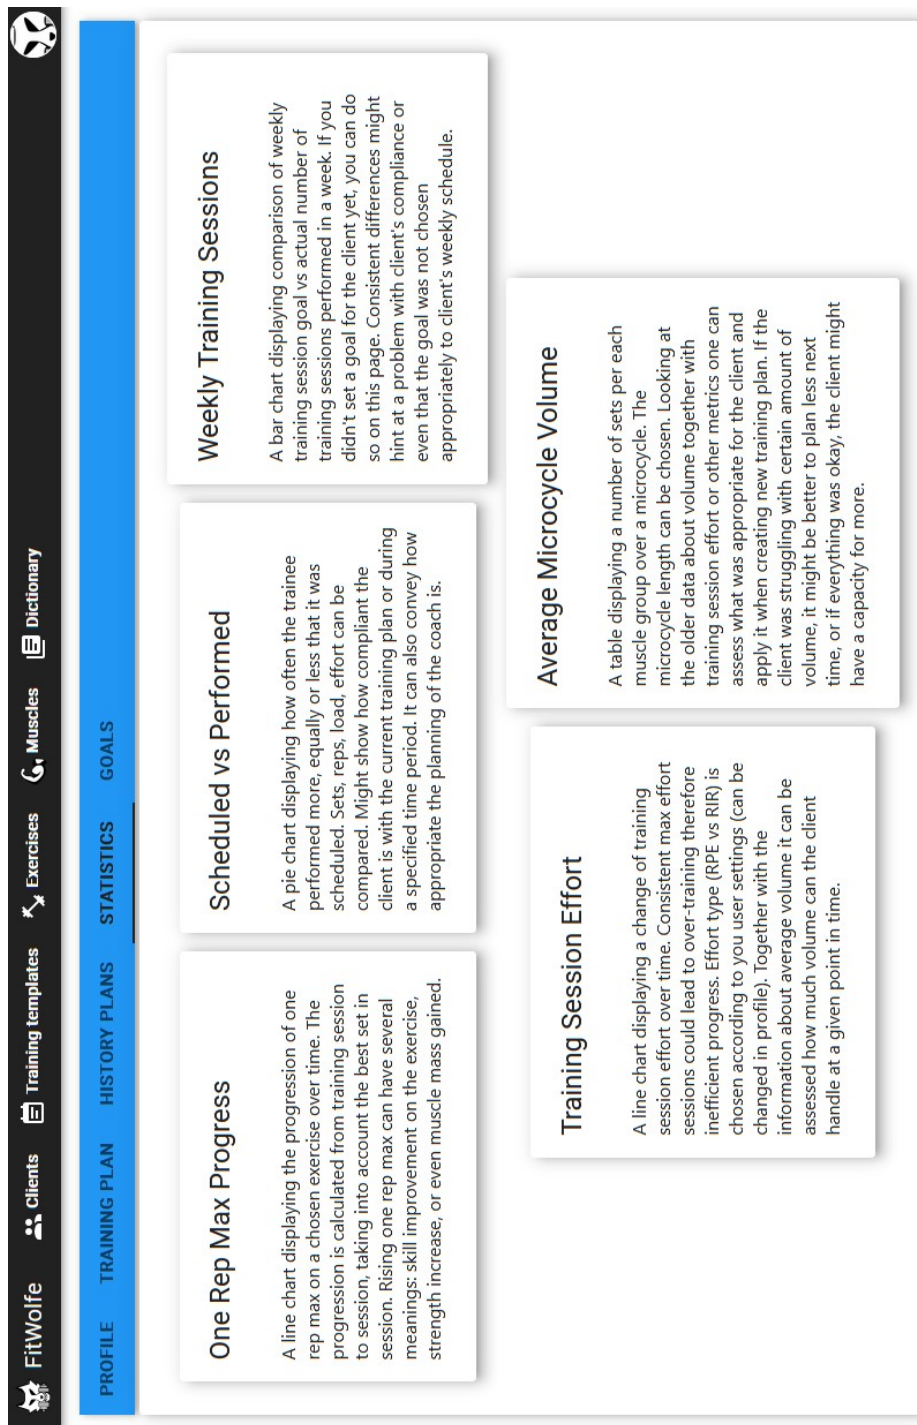 FitWolfe
Clients
Training templates
Exercises
Muscles
Dictionary
PROFILE
TRAINING PLAN
HISTORY PLANS
STATISTICS
GOALS
One Rep Max Progress
A line chart displaying the progression of one
rep max on a chosen exercise over time. The
progression is calculated from training session
to session, taking into account the best set in
session. Rising one rep max can have several
meanings: skill improvement on the exercise,
strength increase, or even muscle mass gained.
Scheduled vs Performed
A pie chart displaying how often the trainee
performed more, equally or less that it was
scheduled. Sets, reps, load, effort can be
compared. Might show how compliant the
client is with the current training plan or during
a specified time period. It can also convey how
appropriate the planning of the coach is.
Weekly Training Sessions
A bar chart displaying comparison of weekly
training session goal vs actual number of
training sessions performed in a week. If you
didn't set a goal for the client yet, you can do
so on this page. Consistent differences might
hint at a problem with client's compliance or
even that the goal was not chosen
appropriately to client's weekly schedule.
Training Session Effort
A line chart displaying a change of training
session effort over time. Consistent max effort
sessions could lead to over-training therefore
inefficient progress. Effort type (RPE vs RIR) is
chosen according to you user settings (can be
changed in profile). Together with the
information about average volume it can be
assessed how much volume can the client
handle at a given point in time.
Average Microcycle Volume
A table displaying a number of sets per each
muscle group over a microcycle. The
microcycle length can be chosen. Looking at
the older data about volume together with
training session effort or other metrics one can
assess what was appropriate for the client and
apply it when creating new training plan. If the
client was struggling with certain amount of
volume, it might be better to plan less next
time, or if everything was okay, the client might
have a capacity for more.